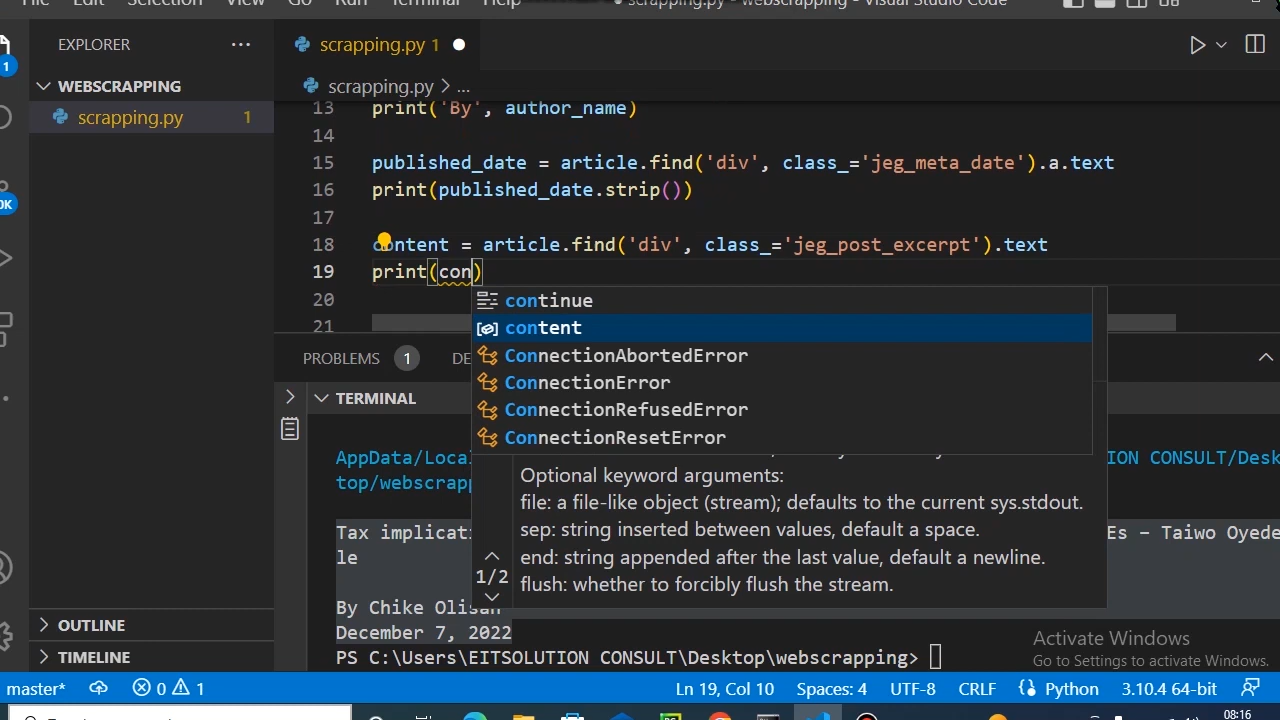 File Edit Selection View Go Run Terminal Help ● scrapping.py - webscrapping - Visual Studio Code
EXPLORER ···
scrapping.py 1
WEBSCRAPPING
scrapping.py > ...
scrapping.py 1
13 print('By', author_name)
14
15 published_date = article.find('div', class_='jeg_meta_date').a.text
16 print(published_date.strip())
17
18 content = article.find('div', class_='jeg_post_excerpt').text
19 print(con)
20
21
continue
content
ConnectionAbortedError
ConnectionError
ConnectionRefusedError
ConnectionResetError
Optional keyword arguments:
file: a file-like object (stream); defaults to the current sys.stdout.
sep: string inserted between values, default a space.
end: string appended after the last value, default a newline.
flush: whether to forcibly flush the stream.
1/2
PROBLEMS 1 DE
TERMINAL
AppData/Loca ION CONSULT/Desk
top/webscrapp
Tax implicati Es – Taiwo Oyede
le
By Chike Olisah
December 7, 2022
PS C:\Users\EITSOLUTION CONSULT\Desktop\webscrapping>
OUTLINE
TIMELINE
Activate Windows
Go to Settings to activate Windows.
1
0K
master* 0 1 Ln 19, Col 10 Spaces: 4 UTF-8 CRLF Python 3.10.4 64-bit
08:16